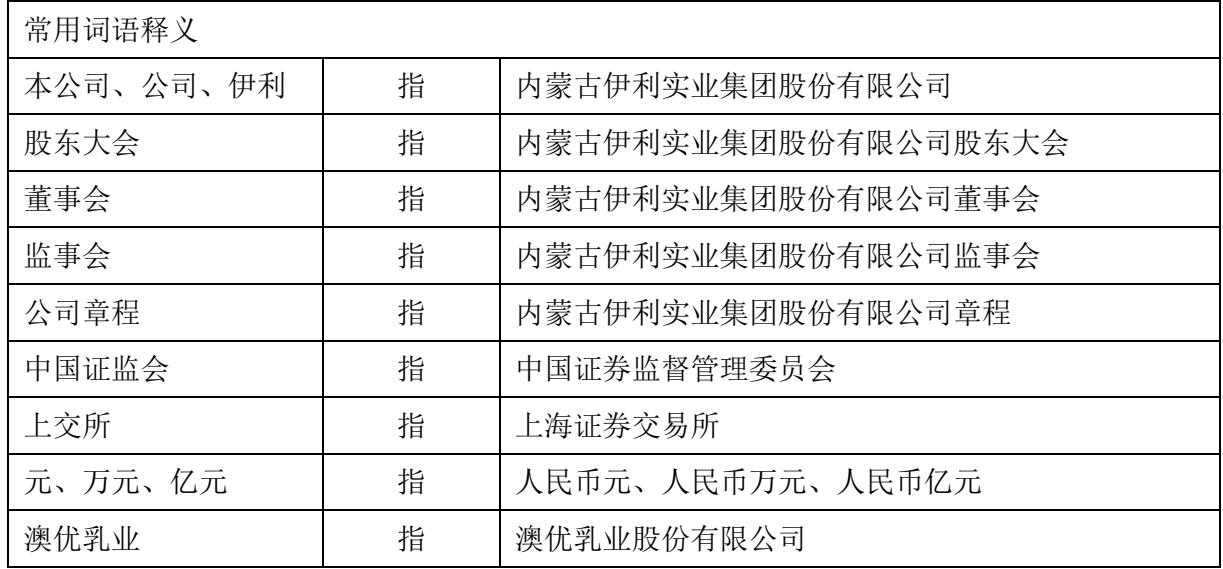 常用词语释义
本公司、公司、伊利 指 内蒙古伊利实业集团股份有限公司
股东大会 指 内蒙古伊利实业集团股份有限公司股东大会
董事会 指 内蒙古伊利实业集团股份有限公司董事会
监事会 指 内蒙古伊利实业集团股份有限公司监事会
公司章程 指 内蒙古伊利实业集团股份有限公司章程
中国证监会 指 中国证券监督管理委员会
上交所 指 上海证券交易所
元、万元、亿元 指 人民币元、人民币万元、人民币亿元
澳优乳业 指 澳优乳业股份有限公司